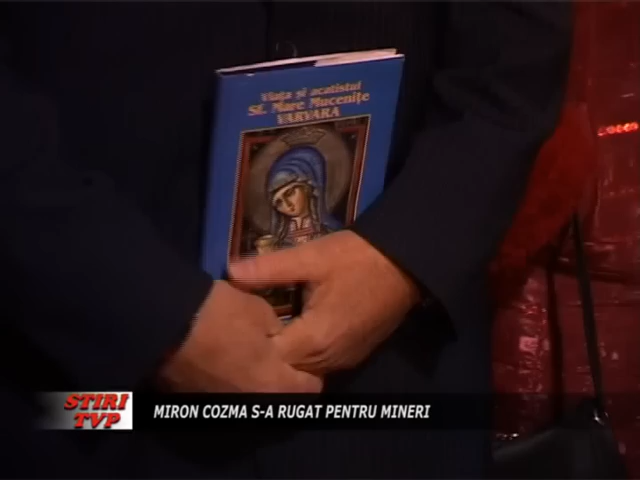 Viața și acatistul
Sf. Mare Mucenițe
VARVARA
STIRI
TVP
MIRON COZMA S-A RUGAT PENTRU MINERI